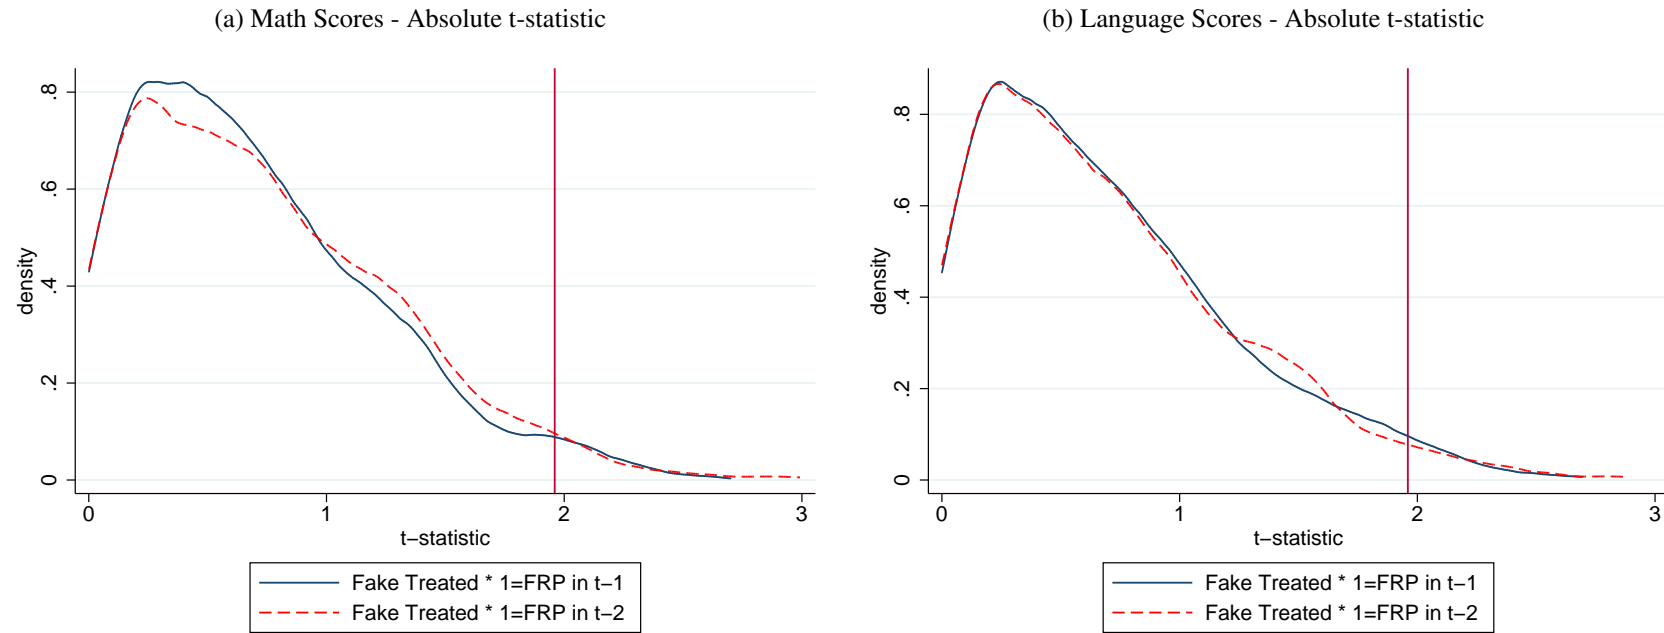 (a) Math Scores - Absolute t-statistic
.8
.6
.4
.2
0
density
0 1 2 3
t−statistic
Fake Treated * 1=FRP in t−1
Fake Treated * 1=FRP in t−2
(b) Language Scores - Absolute t-statistic
.8
.6
.4
.2
0
density
0 1 2 3
t−statistic
Fake Treated * 1=FRP in t−1
Fake Treated * 1=FRP in t−2